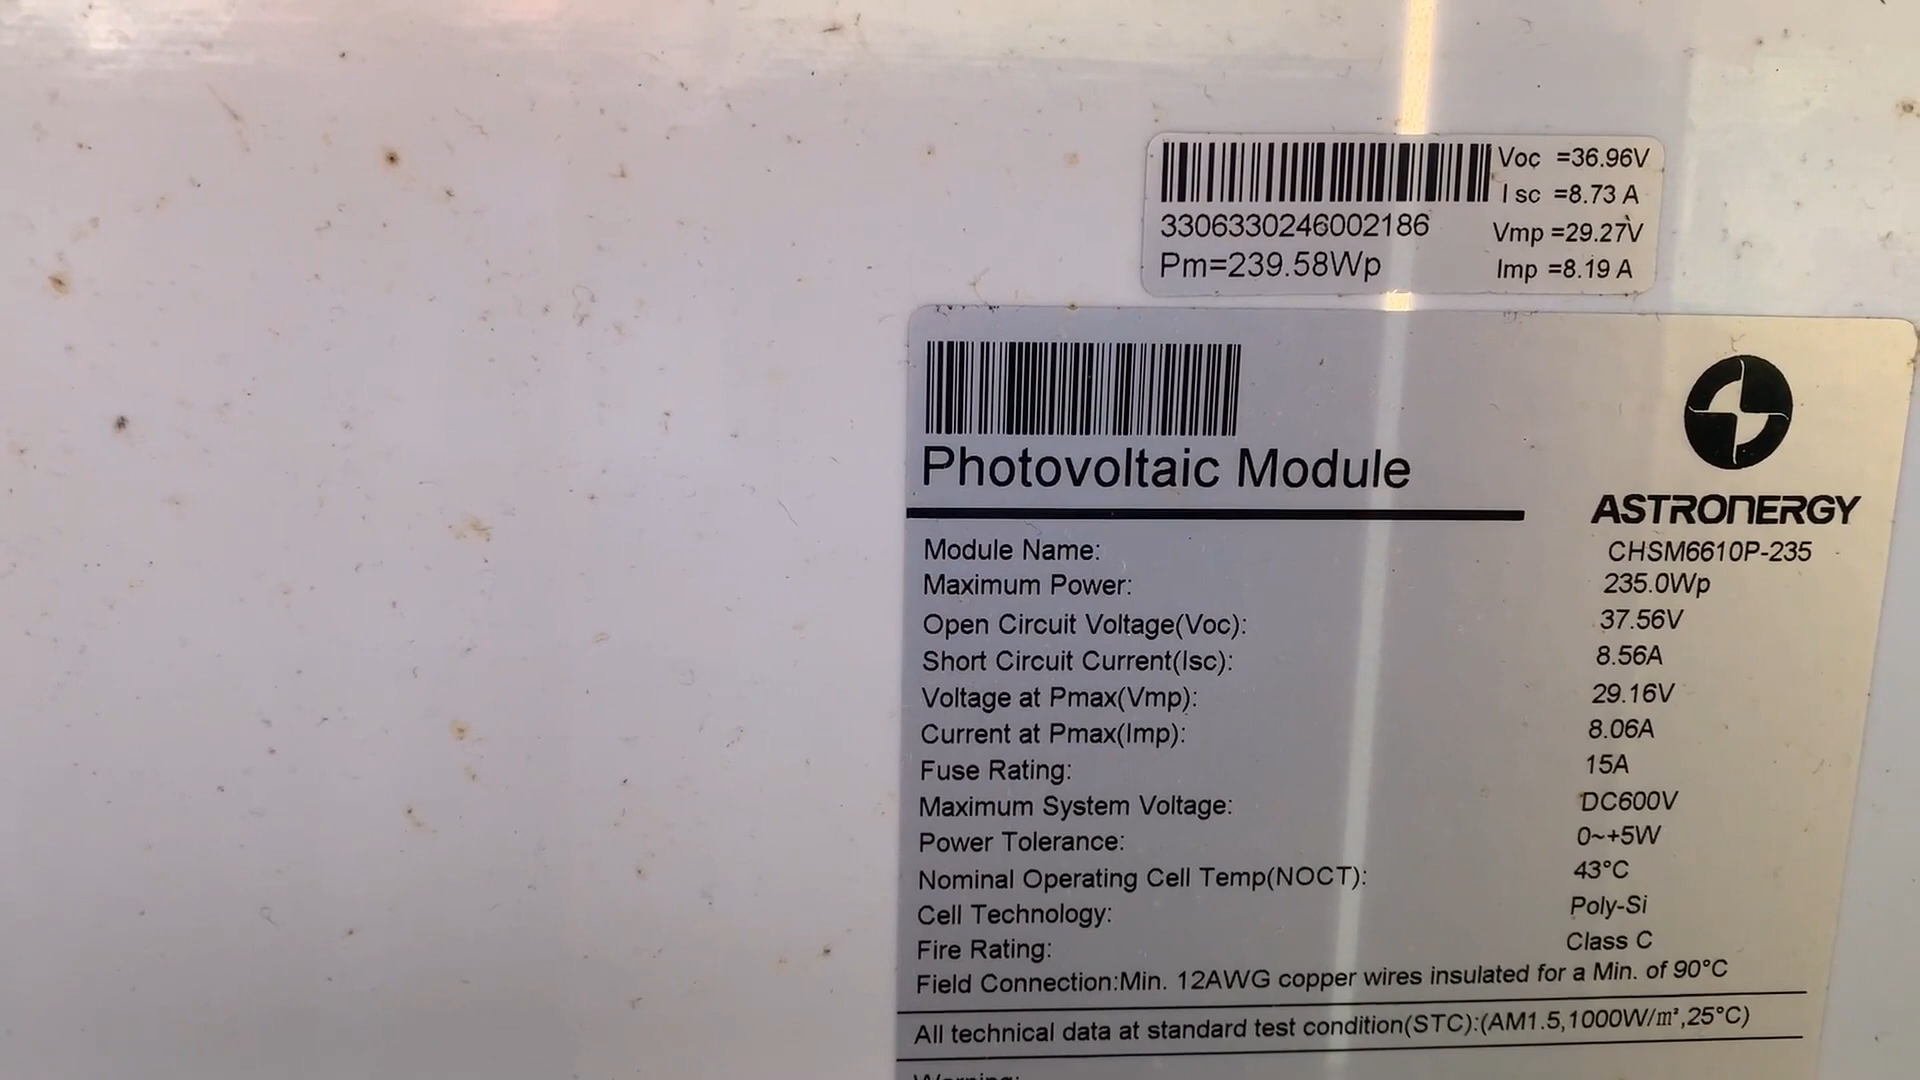 Voc =36.96V
Isc =8.73 A
3306330246002186
Vmp =29.27V
Pm=239.58Wp
Imp =8.19 A
Photovoltaic Module
ASTRONERGY
Module Name: CHSM6610P-235
Maximum Power: 235.0Wp
Open Circuit Voltage(Voc): 37.56V
Short Circuit Current(Isc): 8.56A
Voltage at Pmax(Vmp): 29.16V
Current at Pmax(Imp): 8.06A
Fuse Rating: 15A
Maximum System Voltage: DC600V
Power Tolerance: 0~+5W
Nominal Operating Cell Temp(NOCT): 43°C
Cell Technology: Poly-Si
Fire Rating: Class C
Field Connection:Min. 12AWG copper wires insulated for a Min. of 90°C
All technical data at standard test condition(STC):(AM1.5,1000W/m²,25°C)
Warning: